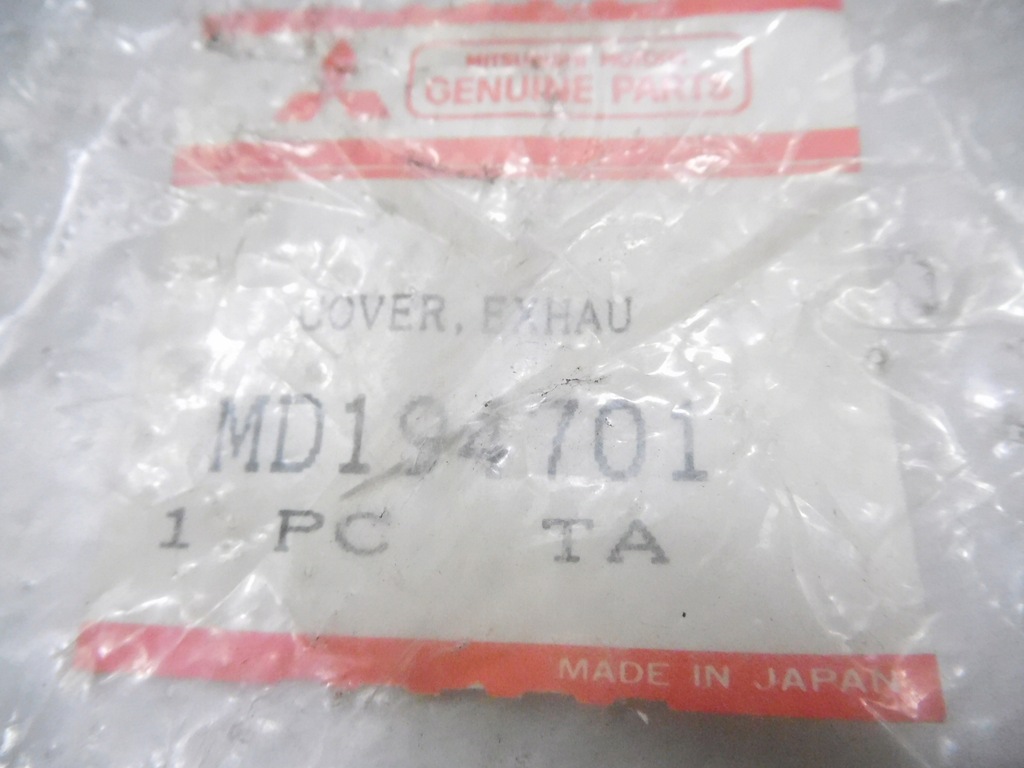 MITSUBISHI MOTORS
GENUINE PARTS
COVER, EXHAU
MD194701
1 PC TA
MADE IN JAPAN